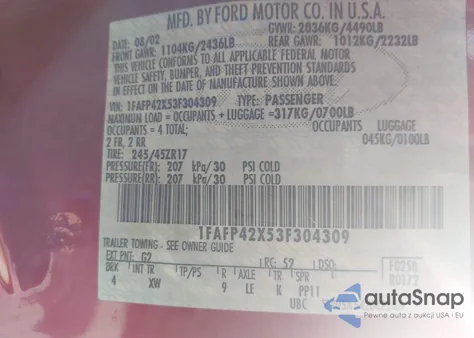 MFD. BY FORD MOTOR CO. IN U.S.A.
DATE: 08/02 GVWR: 2036KG/4490LB
FRONT GAWR: 1104KG/2436LB REAR GAWR: 1012KG/2232LB
THIS VEHICLE CONFORMS TO ALL APPLICABLE FEDERAL MOTOR
VEHICLE SAFETY, BUMPER, AND THEFT PREVENTION STANDARDS
IN EFFECT ON THE DATE OF MANUFACTURE SHOWN ABOVE.
VIN: 1FAFP42X53F304309 TYPE: PASSENGER
MAXIMUM LOAD = OCCUPANTS + LUGGAGE =317KG/0700LB
OCCUPANTS = 4 TOTAL; OCCUPANTS LUGGAGE
2 FR, 2 RR 045KG/0100LB
TIRE: 245/45ZR17
PRESSURE(FR): 207 kPa/30 PSI COLD
PRESSURE(RR): 207 kPa/30 PSI COLD
1FAFP42X53F304309
TRAILER TOWING - SEE OWNER GUIDE
EXT PNT: G2 RC: 52 DSO: F0258
BRK INT TR TP/PS R AXLE TR SPR R0172
4 XW 9 LE K PP11
UBC
autoSnap
Pewne auta z aukcji USA i EU